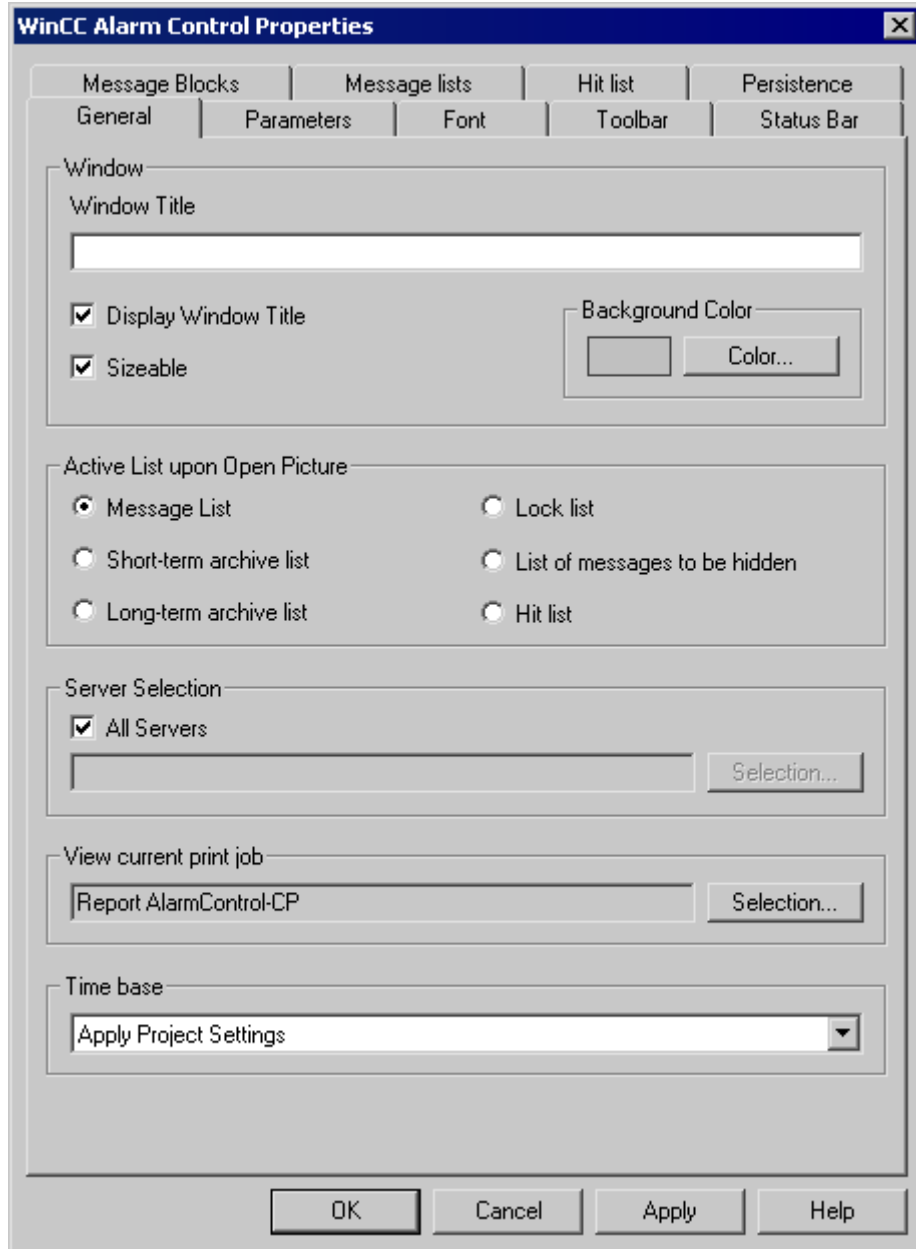 WinCC Alarm Control Properties
Message Blocks Message lists Hit list Persistence
General Parameters Font Toolbar Status Bar
Window
Window Title
Display Window Title
Background Color
Color...
Sizeable
Active List upon Open Picture
Message List Lock list
Short-term archive list List of messages to be hidden
Long-term archive list Hit list
Server Selection
All Servers
Selection...
View current print job
Report AlarmControl-CP Selection...
Time base
Apply Project Settings
OK Cancel Apply Help